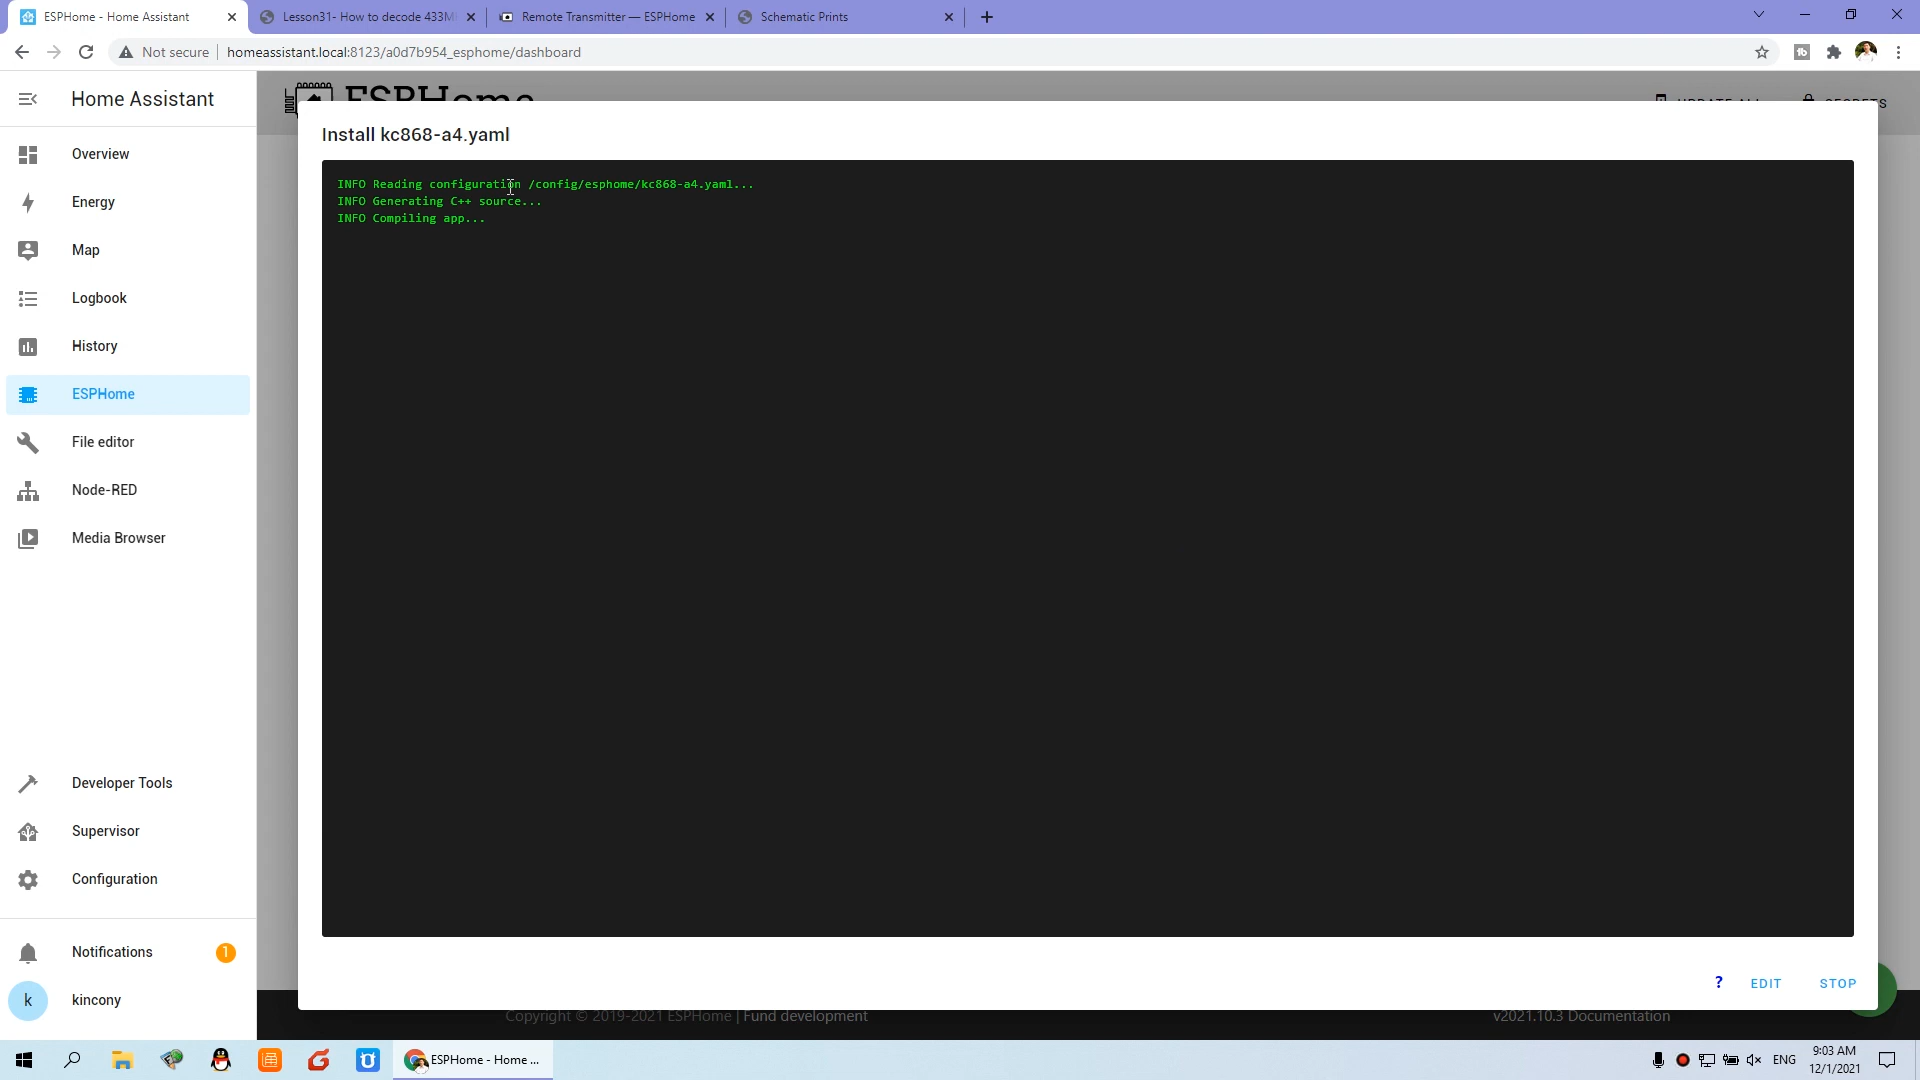 ESPHome - Home Assistant
Lesson31- How to decode 433M
Remote Transmitter — ESPHome
Schematic Prints
Not secure
homeassistant.local:8123/a0d7b954_esphome/dashboard
Home Assistant
ESPHome
UPDATE ALL
SECRETS
Overview
Energy
Map
Logbook
History
ESPHome
File editor
Node-RED
Media Browser
Developer Tools
Supervisor
Configuration
Notifications
1
k
kincony
Install kc868-a4.yaml
INFO Reading configuration /config/esphome/kc868-a4.yaml...
INFO Generating C++ source...
INFO Compiling app...
?
EDIT
STOP
Copyright © 2019-2021 ESPHome | Fund development
v2021.10.3 Documentation
ESPHome - Home ...
ENG
9:03 AM
12/1/2021